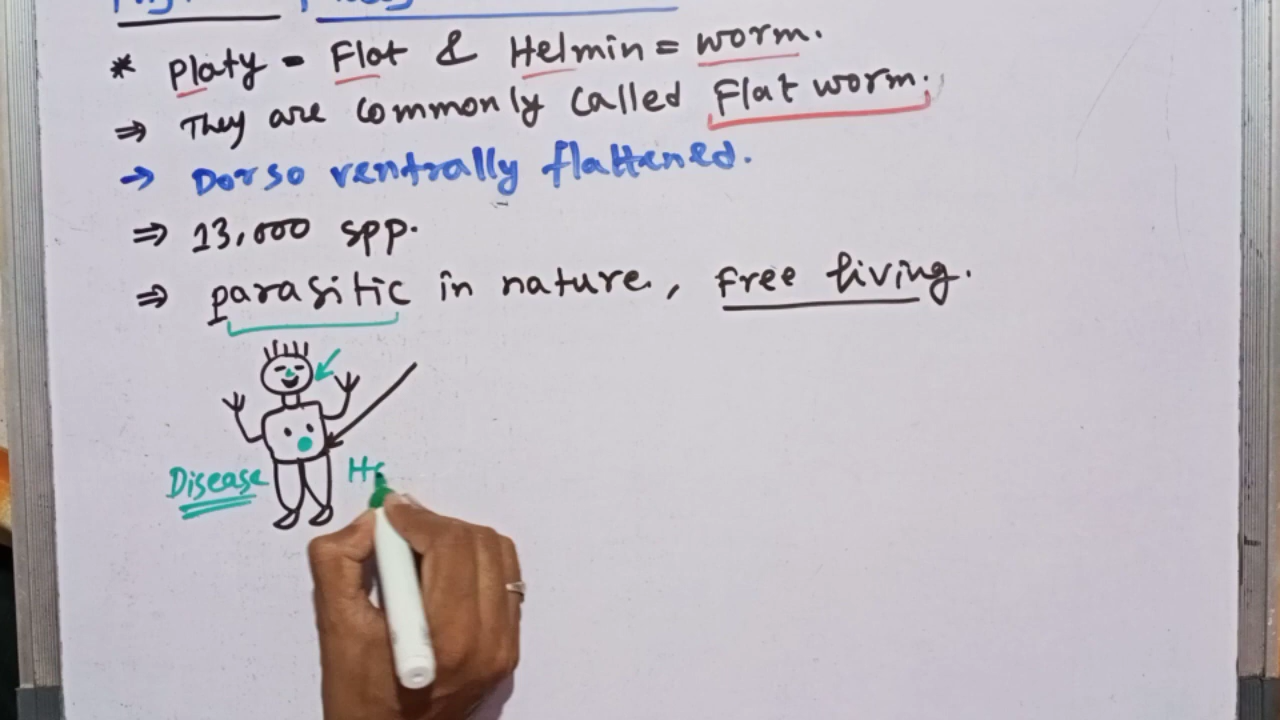 * Platy = Flat & Helmin = worm.
⇒ They are commonly called Flat worm.
→ Dorso ventrally flattened.
⇒ 13,000 spp.
⇒ parasitic in nature, free living.
Disease